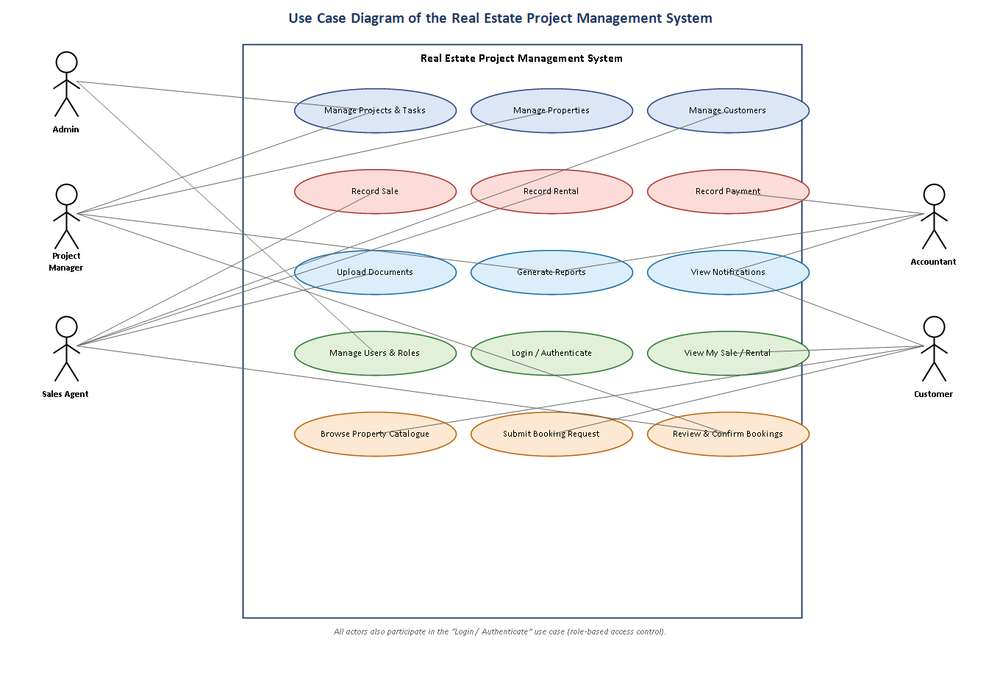 Use Case Diagram of the Real Estate Project Management System
Real Estate Project Management System
Admin
Manage Projects & Tasks
Manage Properties
Manage Customers
Project
Manager
Record Sale
Record Rental
Record Payment
Accountant
Upload Documents
Generate Reports
View Notifications
Sales Agent
Manage Users & Roles
Login / Authenticate
View My Sale / Rental
Customer
Browse Property Catalogue
Submit Booking Request
Review & Confirm Bookings
All actors also participate in the "Login / Authenticate" use case (role-based access control).